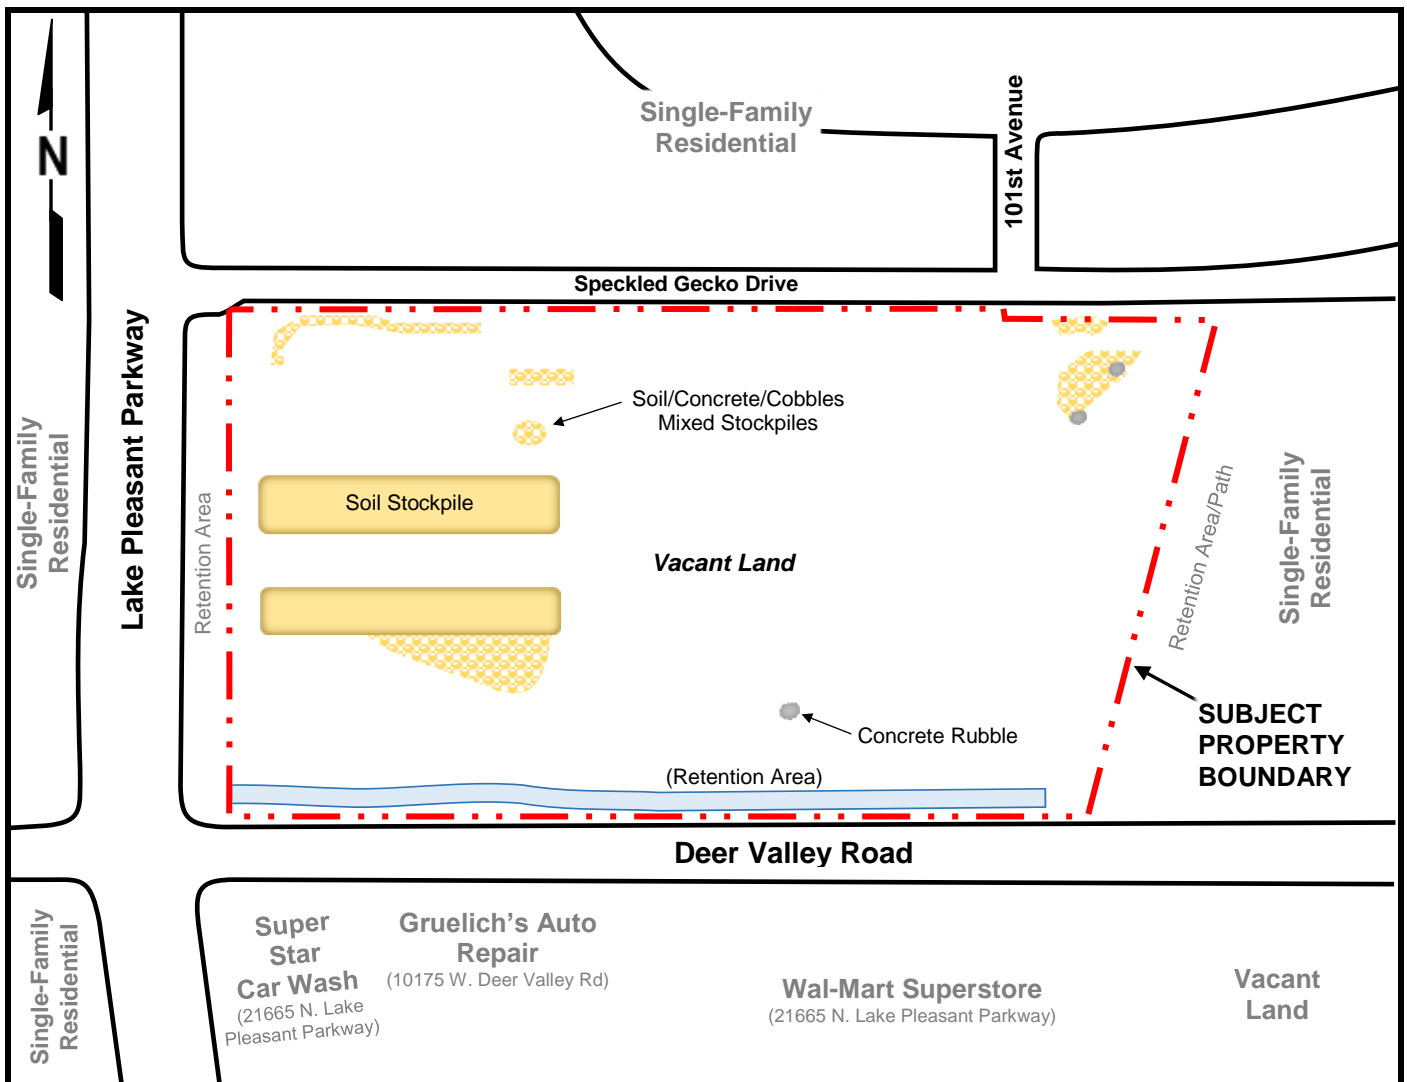 N
Single-Family
Residential
101st Avenue
Speckled Gecko Drive
Lake Pleasant Parkway
Single-Family
Residential
Retention Area
Soil/Concrete/Cobbles
Mixed Stockpiles
Soil Stockpile
Vacant Land
Retention Area/Path
Single-Family
Residential
SUBJECT
PROPERTY
BOUNDARY
Concrete Rubble
(Retention Area)
Deer Valley Road
Single-Family
Residential
Super
Star
Car Wash
(21665 N. Lake
Pleasant Parkway)
Gruelich's Auto
Repair
(10175 W. Deer Valley Rd)
Wal-Mart Superstore
(21665 N. Lake Pleasant Parkway)
Vacant
Land